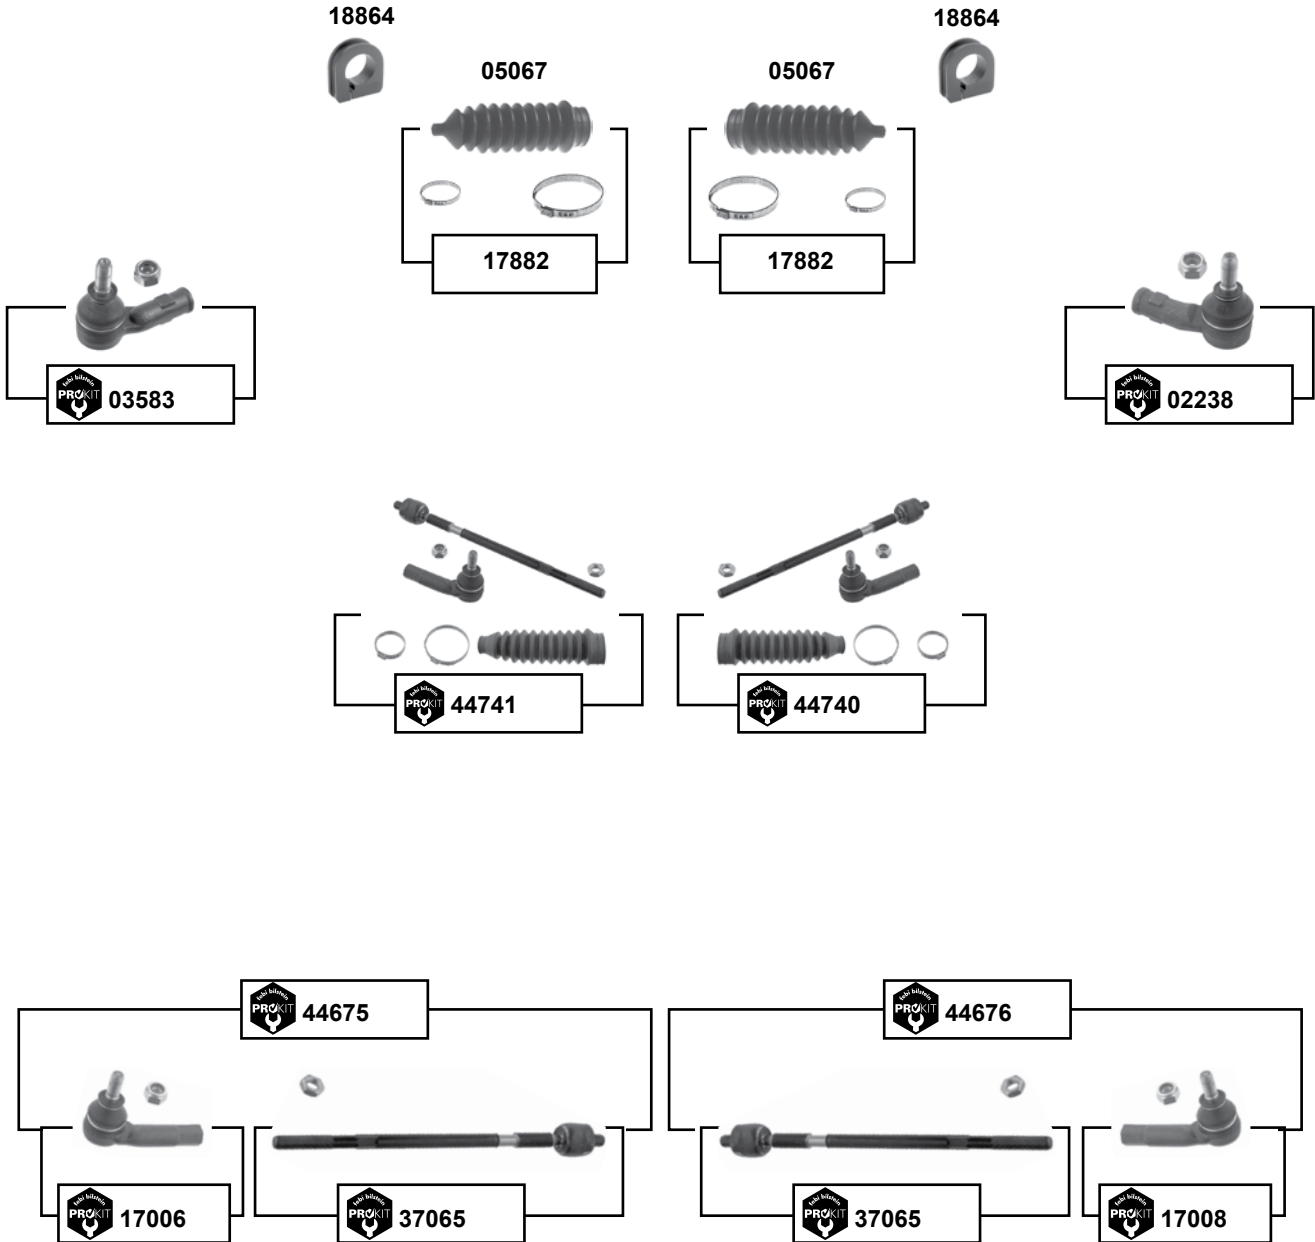 18864
18864
05067
05067
17882
17882
febi bilstein
PROKIT
03583
febi bilstein
PROKIT
02238
febi bilstein
PROKIT
44741
febi bilstein
PROKIT
44740
febi bilstein
PROKIT
44675
febi bilstein
PROKIT
44676
febi bilstein
PROKIT
17006
febi bilstein
PROKIT
37065
febi bilstein
PROKIT
37065
febi bilstein
PROKIT
17008